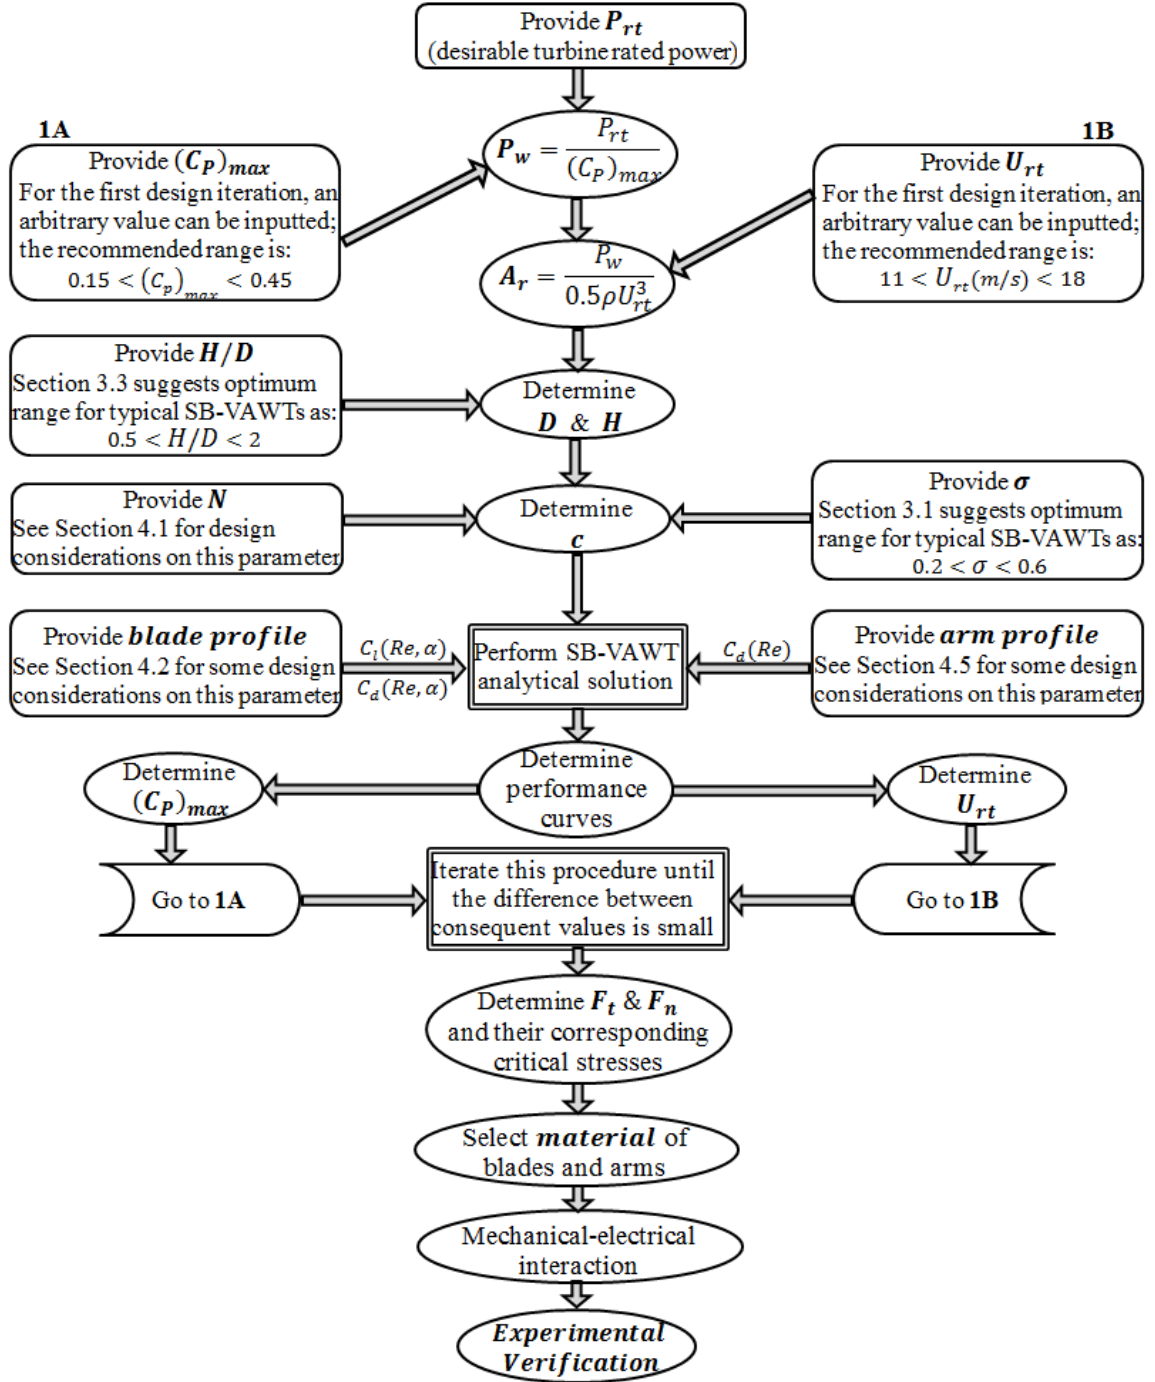 Provide P_rt
(desirable turbine rated power)
1A
Provide (C_P)_max
For the first design iteration, an
arbitrary value can be inputted;
the recommended range is:
0.15 < (C_p)_max < 0.45
P_w = P_rt / (C_P)_max
1B
Provide U_rt
For the first design iteration, an
arbitrary value can be inputted;
the recommended range is:
11 < U_rt(m/s) < 18
A_r = P_w / 0.5ρU_rt^3
Provide H/D
Section 3.3 suggests optimum
range for typical SB-VAWTs as:
0.5 < H/D < 2
Determine
D & H
Provide N
See Section 4.1 for design
considerations on this parameter
Determine
c
Provide σ
Section 3.1 suggests optimum
range for typical SB-VAWTs as:
0.2 < σ < 0.6
Provide blade profile
See Section 4.2 for some design
considerations on this parameter
C_l(Re, α)
C_d(Re, α)
Perform SB-VAWT
analytical solution
C_d(Re)
Provide arm profile
See Section 4.5 for some design
considerations on this parameter
Determine
(C_P)_max
Determine
performance
curves
Determine
U_rt
Go to 1A
Iterate this procedure until
the difference between
consequent values is small
Go to 1B
Determine F_t & F_n
and their corresponding
critical stresses
Select material of
blades and arms
Mechanical-electrical
interaction
Experimental
Verification